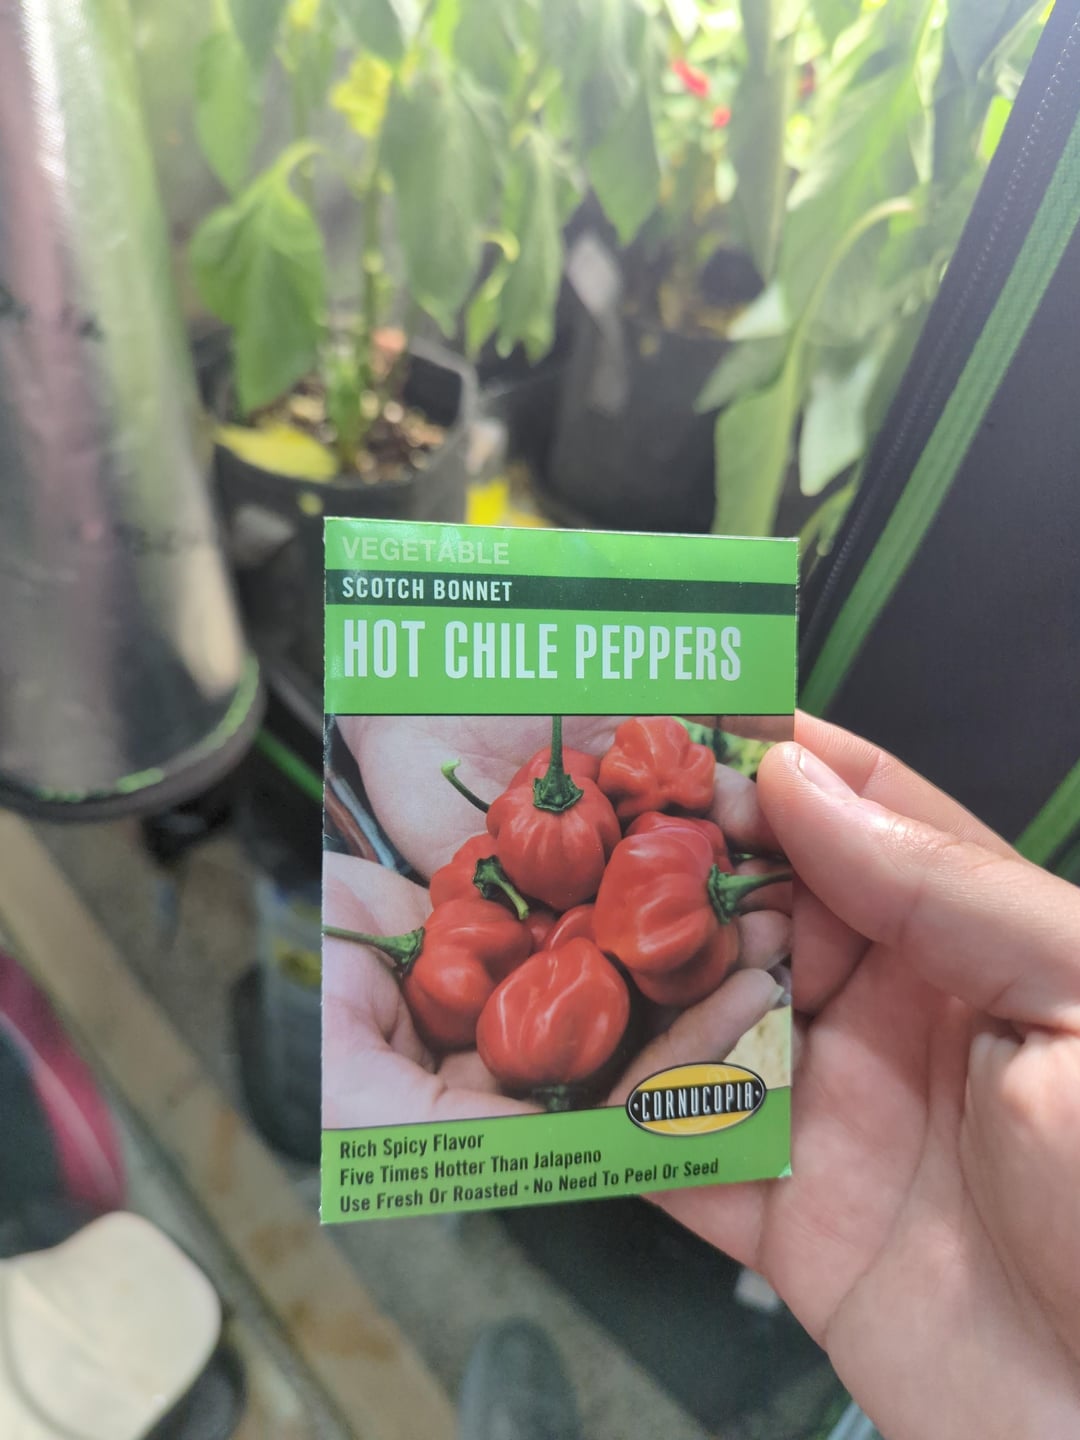 VEGETABLE
SCOTCH BONNET
HOT CHILE PEPPERS
·CORNUCOPIA·
Rich Spicy Flavor
Five Times Hotter Than Jalapeno
Use Fresh Or Roasted • No Need To Peel Or Seed